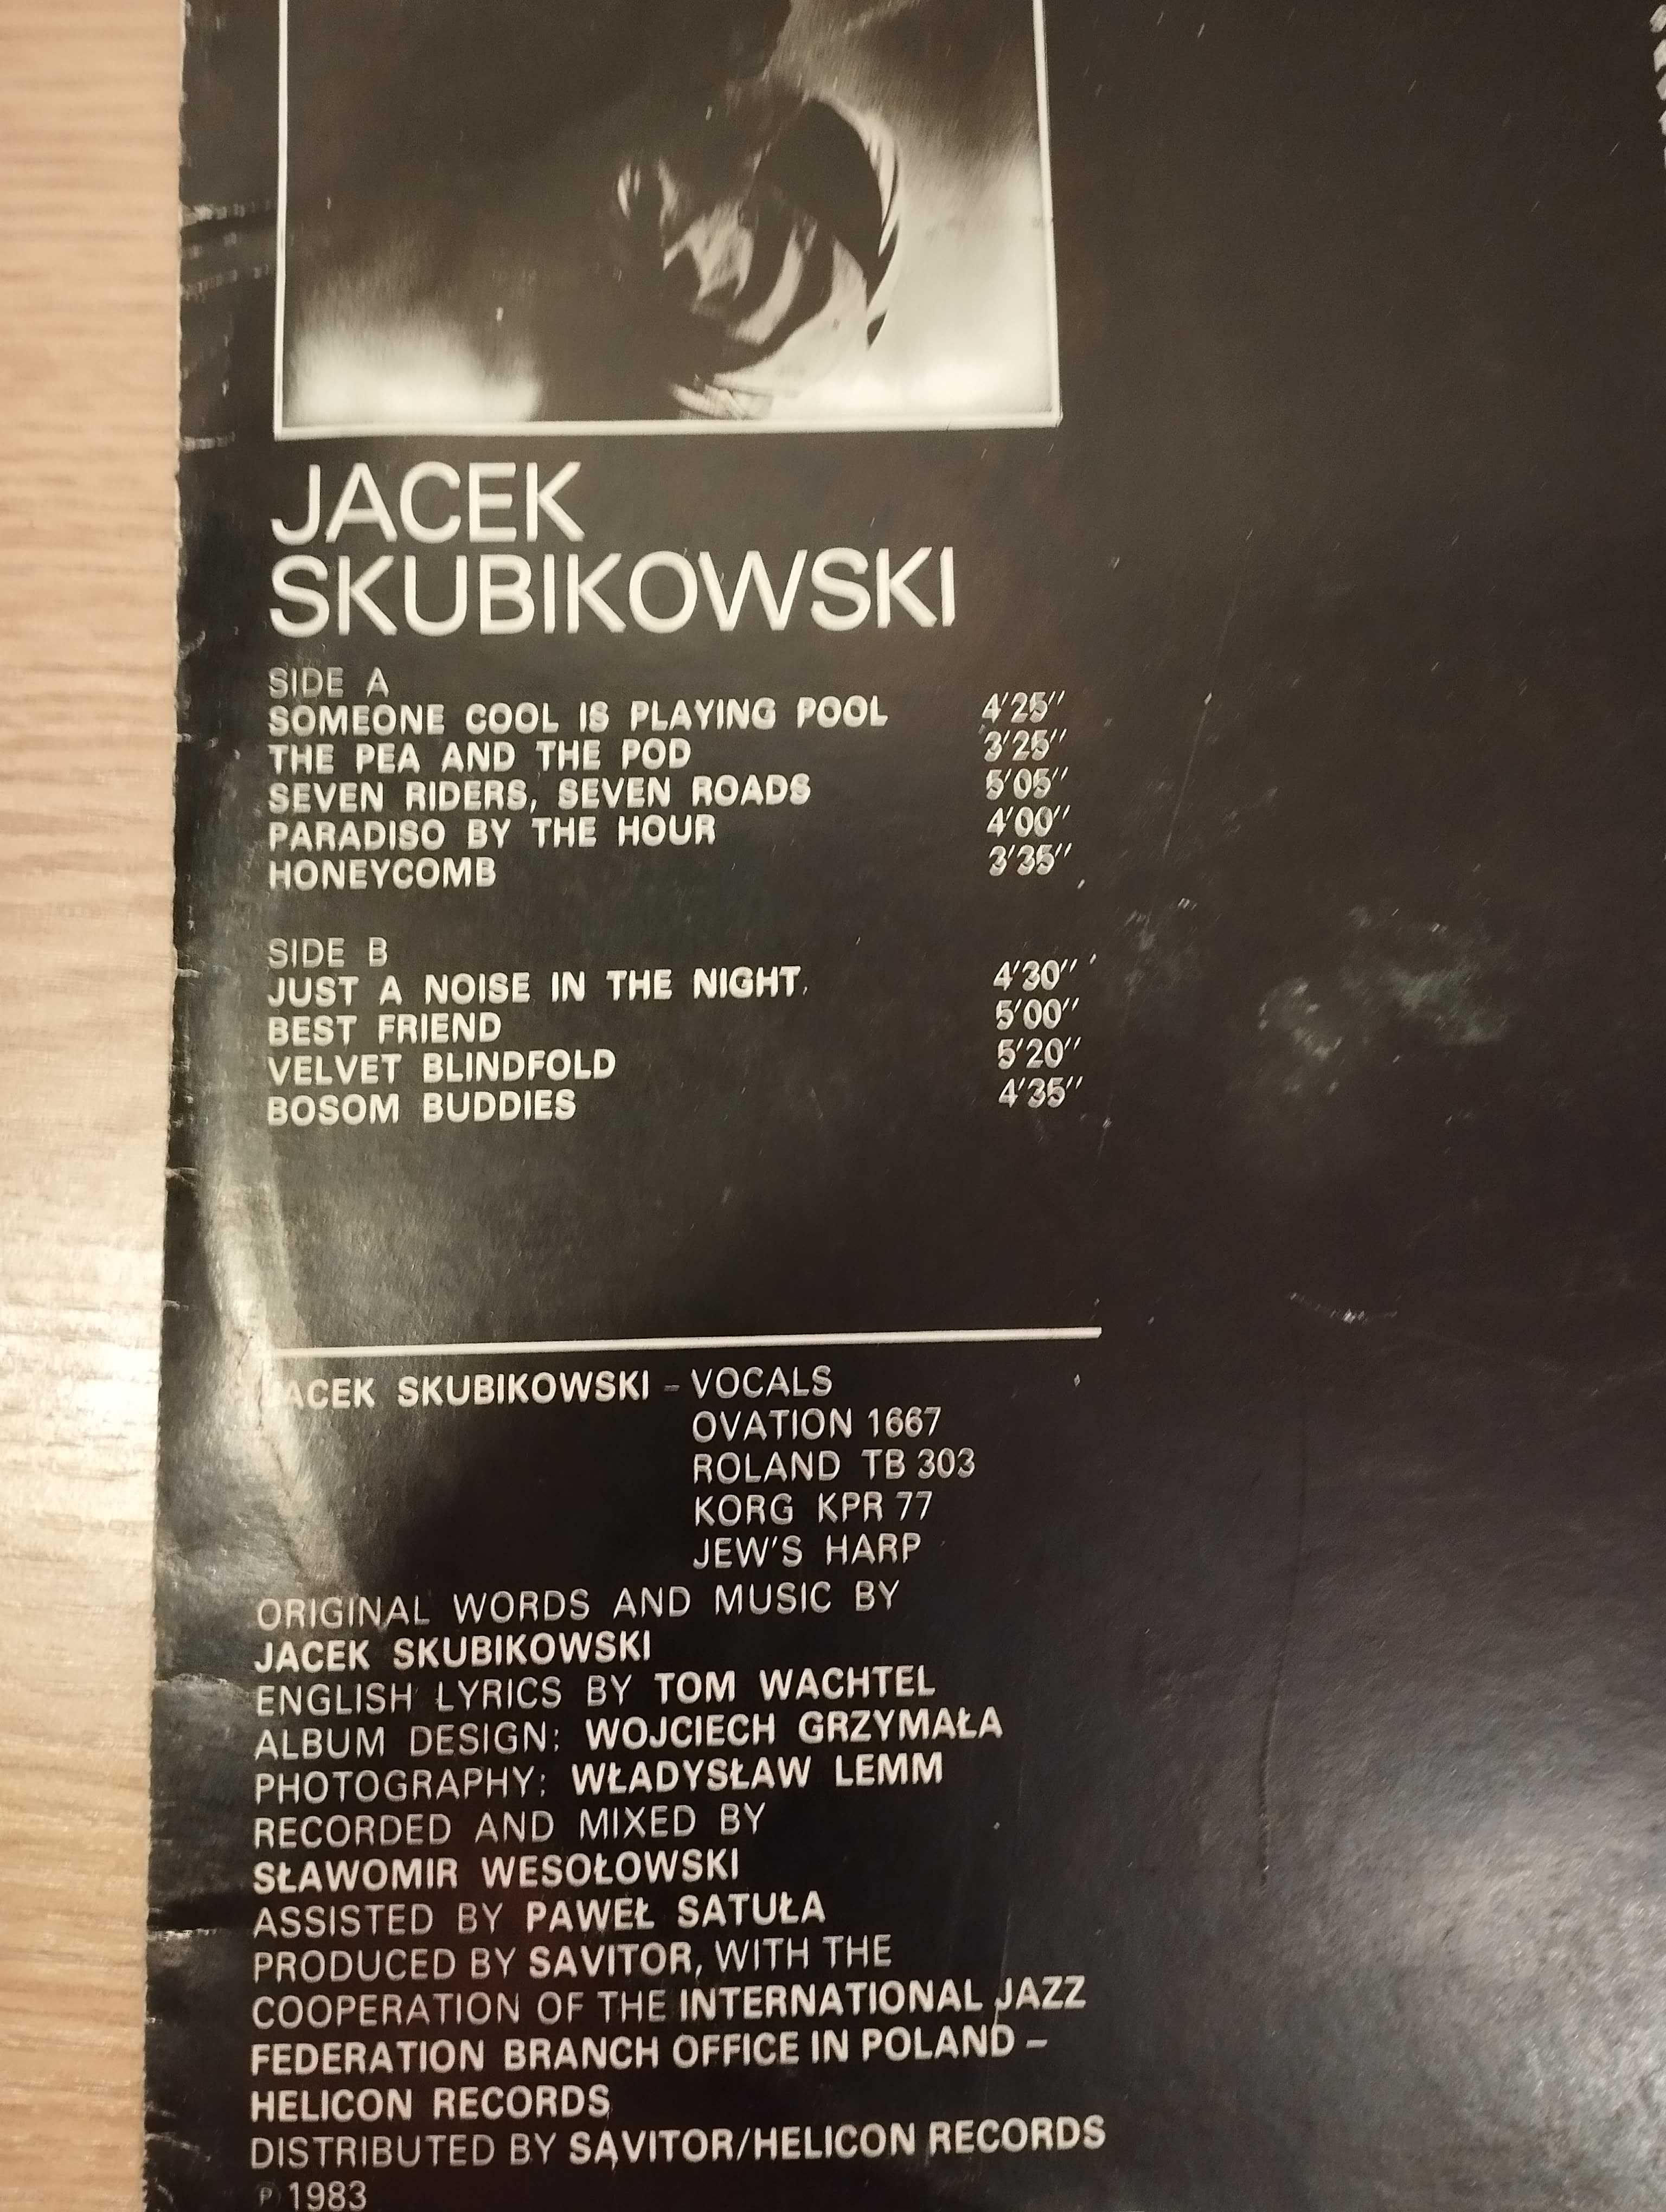 JACEK
SKUBIKOWSKI
SIDE A
SOMEONE COOL IS PLAYING POOL 4'25''
THE PEA AND THE POD 3'25''
SEVEN RIDERS, SEVEN ROADS 5'05''
PARADISO BY THE HOUR 4'00''
HONEYCOMB 3'35''
SIDE B
JUST A NOISE IN THE NIGHT, 4'30''
BEST FRIEND 5'00''
VELVET BLINDFOLD 5'20''
BOSOM BUDDIES 4'35''
JACEK SKUBIKOWSKI – VOCALS
OVATION 1667
ROLAND TB 303
KORG KPR 77
JEW'S HARP
ORIGINAL WORDS AND MUSIC BY
JACEK SKUBIKOWSKI
ENGLISH LYRICS BY TOM WACHTEL
ALBUM DESIGN: WOJCIECH GRZYMAŁA
PHOTOGRAPHY: WŁADYSŁAW LEMM
RECORDED AND MIXED BY
SŁAWOMIR WESOŁOWSKI
ASSISTED BY PAWEŁ SATUŁA
PRODUCED BY SAVITOR, WITH THE
COOPERATION OF THE INTERNATIONAL JAZZ
FEDERATION BRANCH OFFICE IN POLAND –
HELICON RECORDS
DISTRIBUTED BY SAVITOR/HELICON RECORDS
℗ 1983